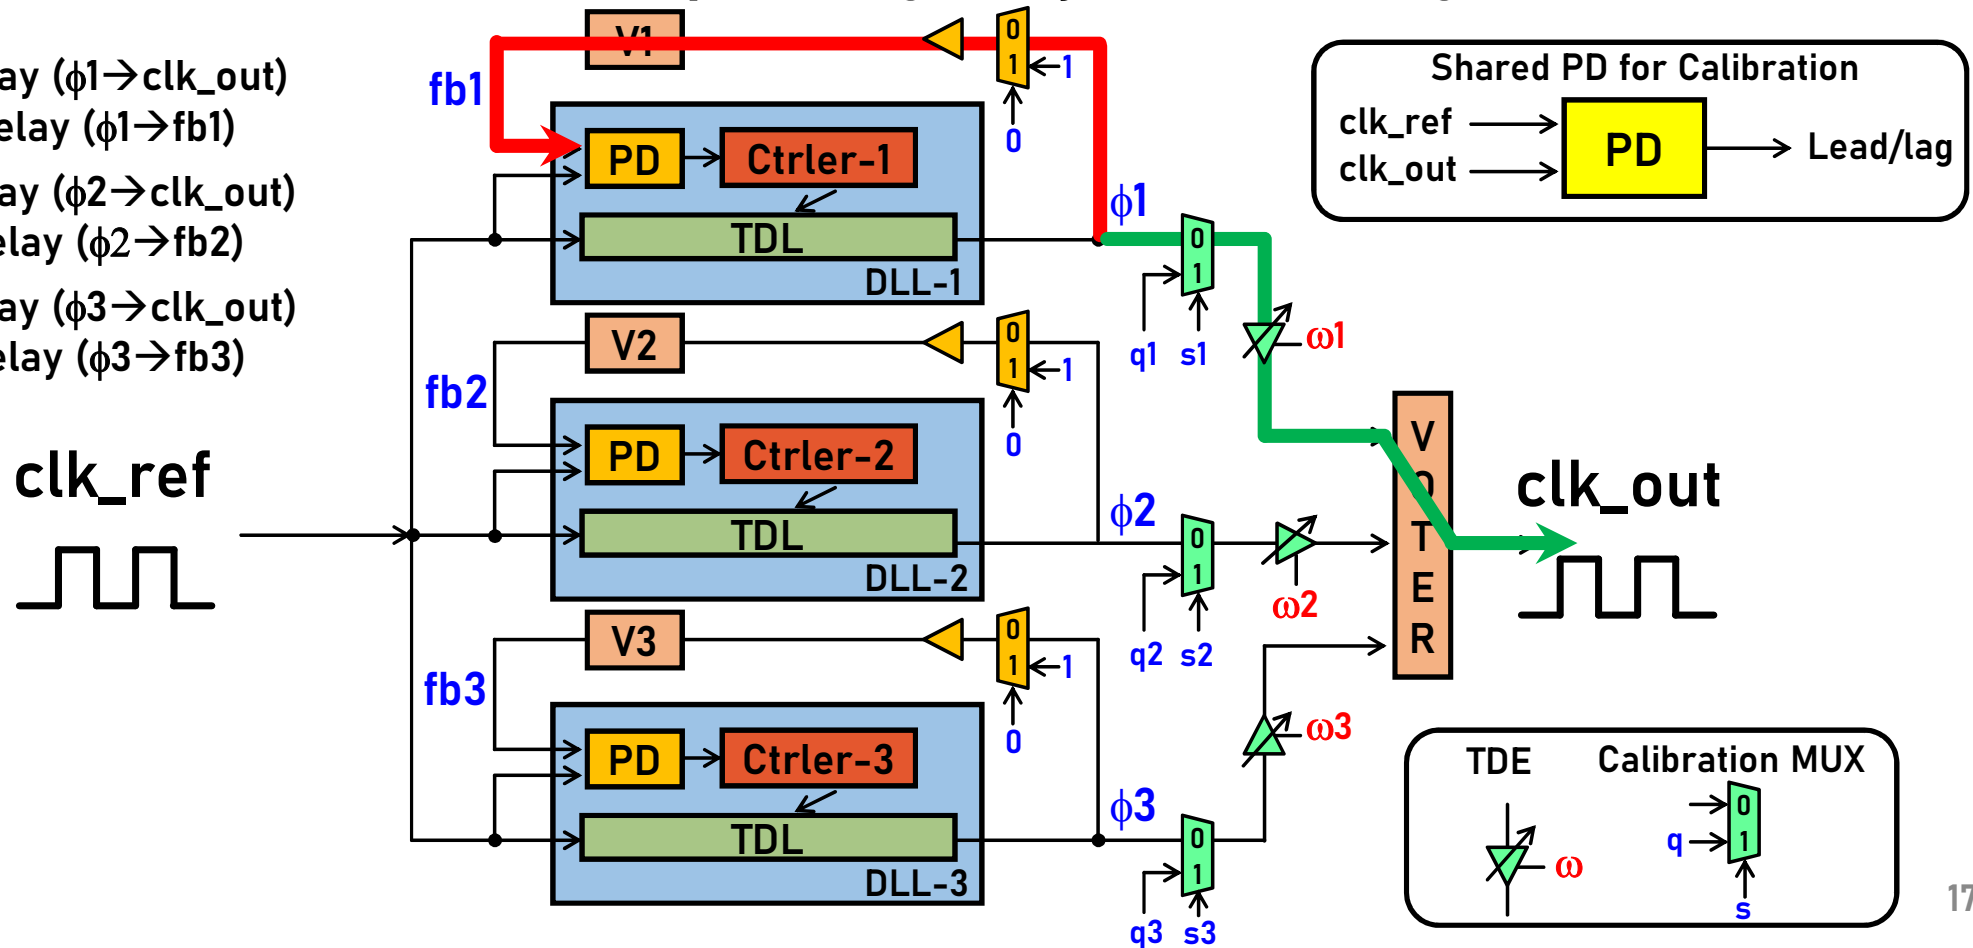 ay (ϕ1→clk_out)
elay (ϕ1→fb1)
ay (ϕ2→clk_out)
elay (ϕ2→fb2)
ay (ϕ3→clk_out)
elay (ϕ3→fb3)
clk_ref
V1
0
1
1
0
fb1
PD
Ctrler-1
TDL
DLL-1
ϕ1
0
1
q1
s1
ω1
V2
0
1
1
0
fb2
PD
Ctrler-2
TDL
DLL-2
ϕ2
0
1
q2
s2
ω2
V3
0
1
1
0
fb3
PD
Ctrler-3
TDL
DLL-3
ϕ3
0
1
q3
s3
ω3
V
O
T
E
R
clk_out
Shared PD for Calibration
clk_ref
clk_out
PD
Lead/lag
TDE
Calibration MUX
ω
0
q
1
s
17